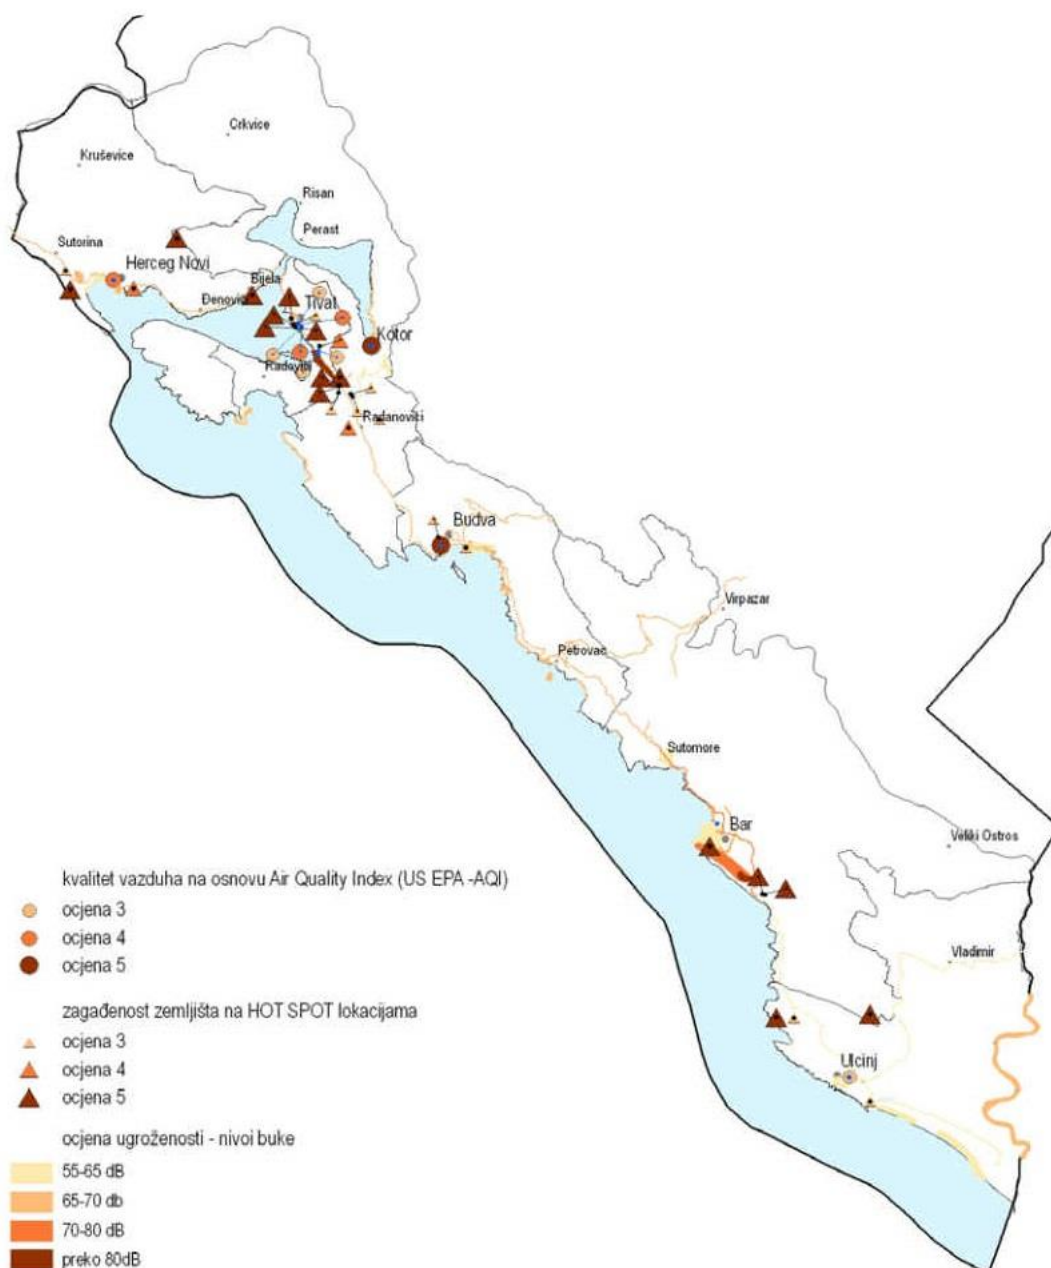 Crkvice
Kruševice
Risan
Perast
Sutorina
Herceg Novi
Bijela
Đenovići
Tivat
Kotor
Radovići
Radanovići
Budva
Virpazar
Petrovac
Sutomore
Bar
Veliki Ostros
Vladimir
Ulcinj
kvalitet vazduha na osnovu Air Quality Index (US EPA -AQI)
ocjena 3
ocjena 4
ocjena 5
zagađenost zemljišta na HOT SPOT lokacijama
ocjena 3
ocjena 4
ocjena 5
ocjena ugroženosti - nivoi buke
55-65 dB
65-70 db
70-80 dB
preko 80dB